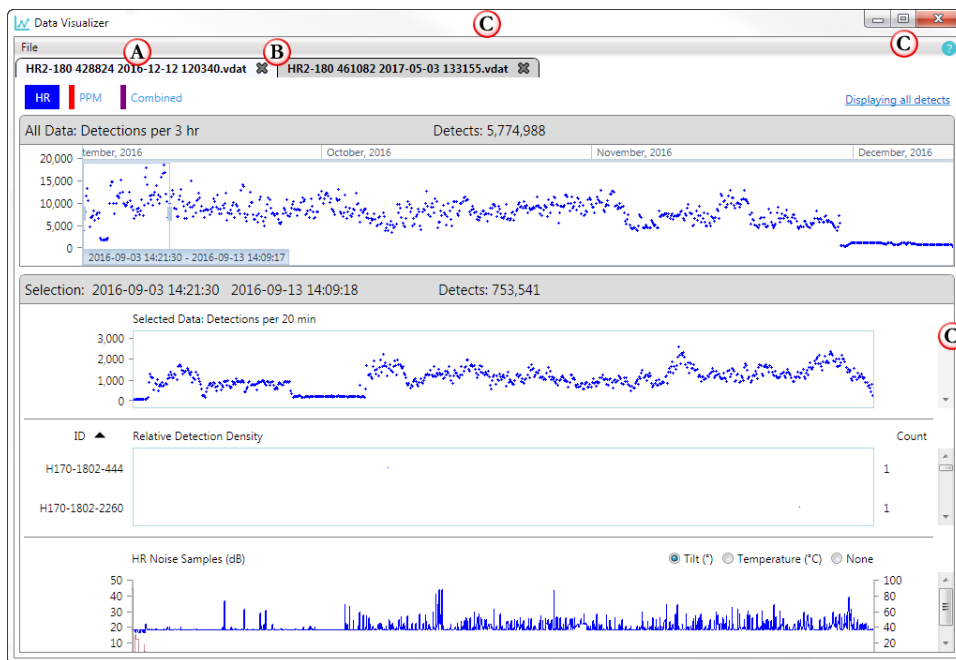 Data Visualizer C
File C ?
A B
HR2-180 428824 2016-12-12 120340.vdat HR2-180 461082 2017-05-03 133155.vdat
HR PPM Combined
Displaying all detects
All Data: Detections per 3 hr Detects: 5,774,988
tember, 2016 October, 2016 November, 2016 December, 2016
20,000
15,000
10,000
5,000
0
2016-09-03 14:21:30 - 2016-09-13 14:09:17
Selection: 2016-09-03 14:21:30 2016-09-13 14:09:18 Detects: 753,541
Selected Data: Detections per 20 min
C
3,000
2,000
1,000
0
ID Relative Detection Density Count
H170-1802-444 1
H170-1802-2260 1
HR Noise Samples (dB) Tilt (°) Temperature (°C) None
50 100
40 80
30 60
20 40
10 20